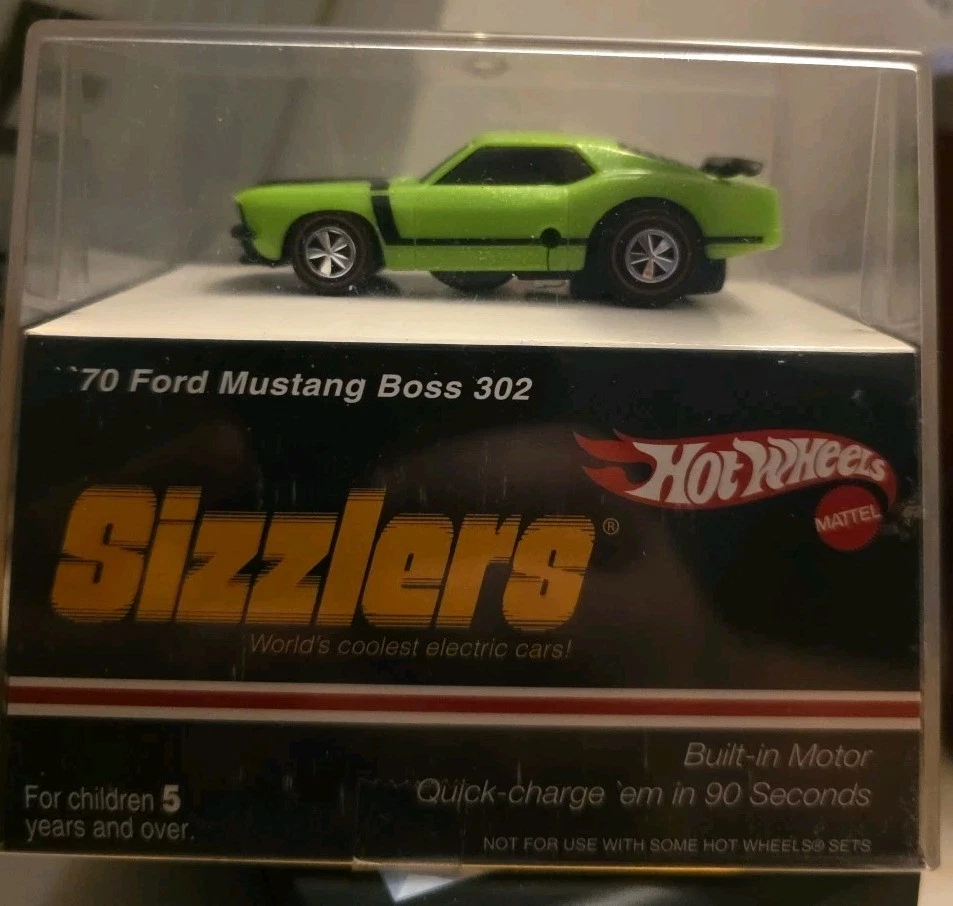 `70 Ford Mustang Boss 302
Hot Wheels
MATTEL
Sizzlers®
World's coolest electric cars!
Built-in Motor
Quick-charge `em in 90 Seconds
For children 5
years and over.
NOT FOR USE WITH SOME HOT WHEELS® SETS